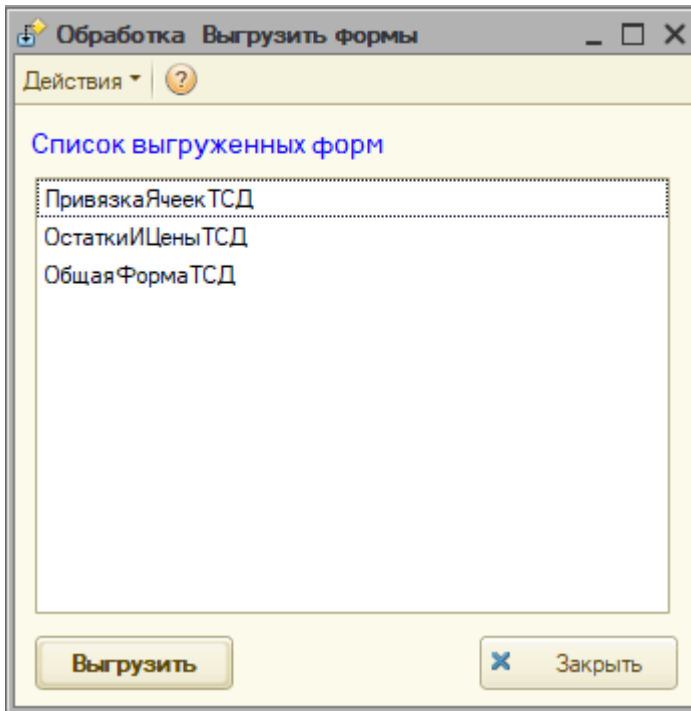 Обработка Выгрузить формы
Действия
Список выгруженных форм
ПривязкаЯчеекТСД
ОстаткиИЦеныТСД
ОбщаяФормаТСД
Выгрузить
Закрыть